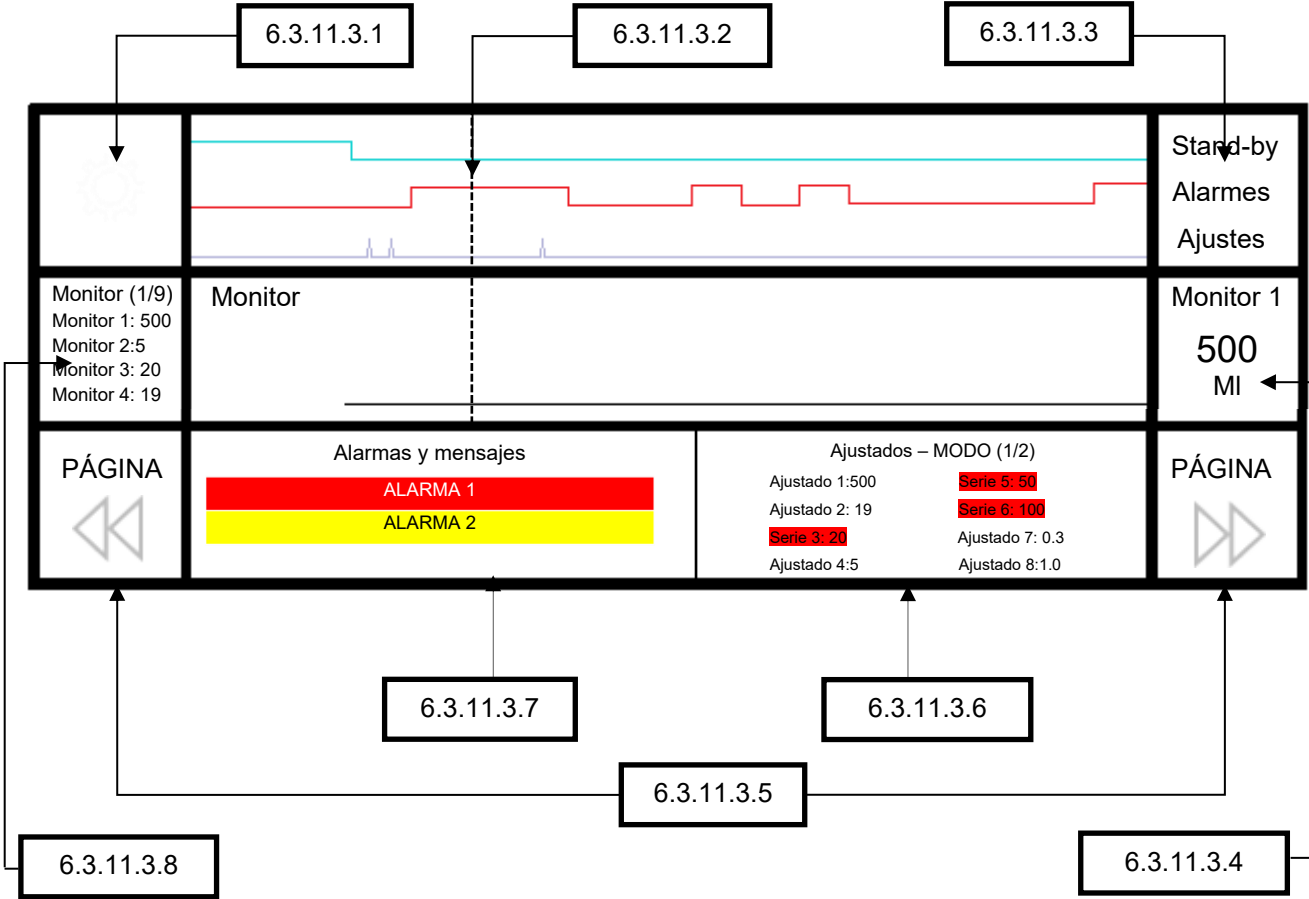 6.3.11.3.1
6.3.11.3.2
6.3.11.3.3
Stand-by
Alarmes
Ajustes
Monitor (1/9)
Monitor 1: 500
Monitor 2:5
Monitor 3: 20
Monitor 4: 19
Monitor
Monitor 1
500
MI
PÁGINA
Alarmas y mensajes
ALARMA 1
ALARMA 2
Ajustados – MODO (1/2)
Ajustado 1:500
Serie 5: 50
Ajustado 2: 19
Serie 6: 100
Serie 3: 20
Ajustado 7: 0.3
Ajustado 4:5
Ajustado 8:1.0
PÁGINA
6.3.11.3.7
6.3.11.3.6
6.3.11.3.5
6.3.11.3.8
6.3.11.3.4